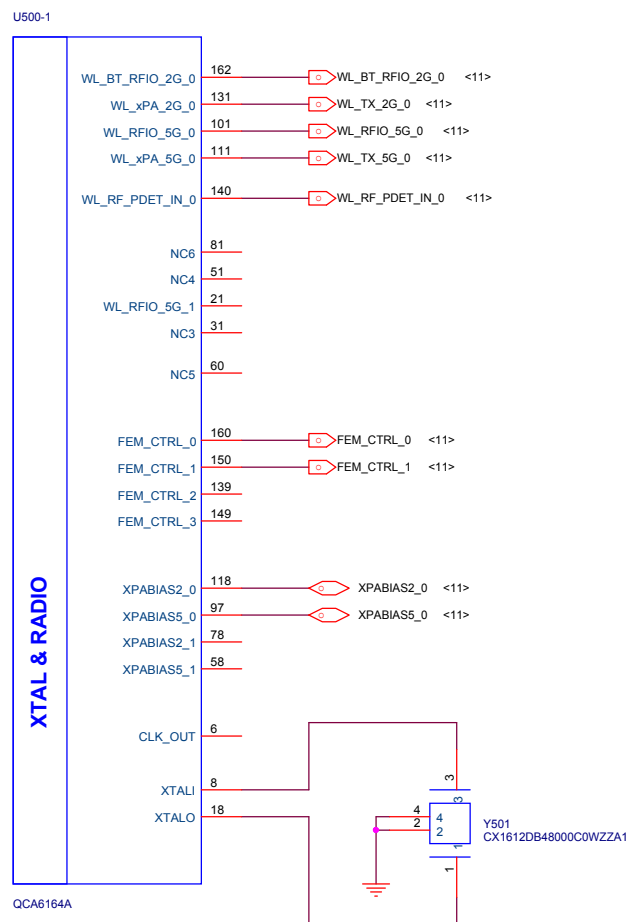 U500-1
WL_BT_RFIO_2G_0 162 WL_BT_RFIO_2G_0 <11>
WL_xPA_2G_0 131 WL_TX_2G_0 <11>
WL_RFIO_5G_0 101 WL_RFIO_5G_0 <11>
WL_xPA_5G_0 111 WL_TX_5G_0 <11>
WL_RF_PDET_IN_0 140 WL_RF_PDET_IN_0 <11>
NC6 81
NC4 51
WL_RFIO_5G_1 21
NC3 31
NC5 60
FEM_CTRL_0 160 FEM_CTRL_0 <11>
FEM_CTRL_1 150 FEM_CTRL_1 <11>
FEM_CTRL_2 139
FEM_CTRL_3 149
XTAL & RADIO
XPABIAS2_0 118 XPABIAS2_0 <11>
XPABIAS5_0 97 XPABIAS5_0 <11>
XPABIAS2_1 78
XPABIAS5_1 58
CLK_OUT 6
XTALI 8
XTALO 18
3
3
4 4
2 2
1
1
Y501
CX1612DB48000C0WZZA1
QCA6164A